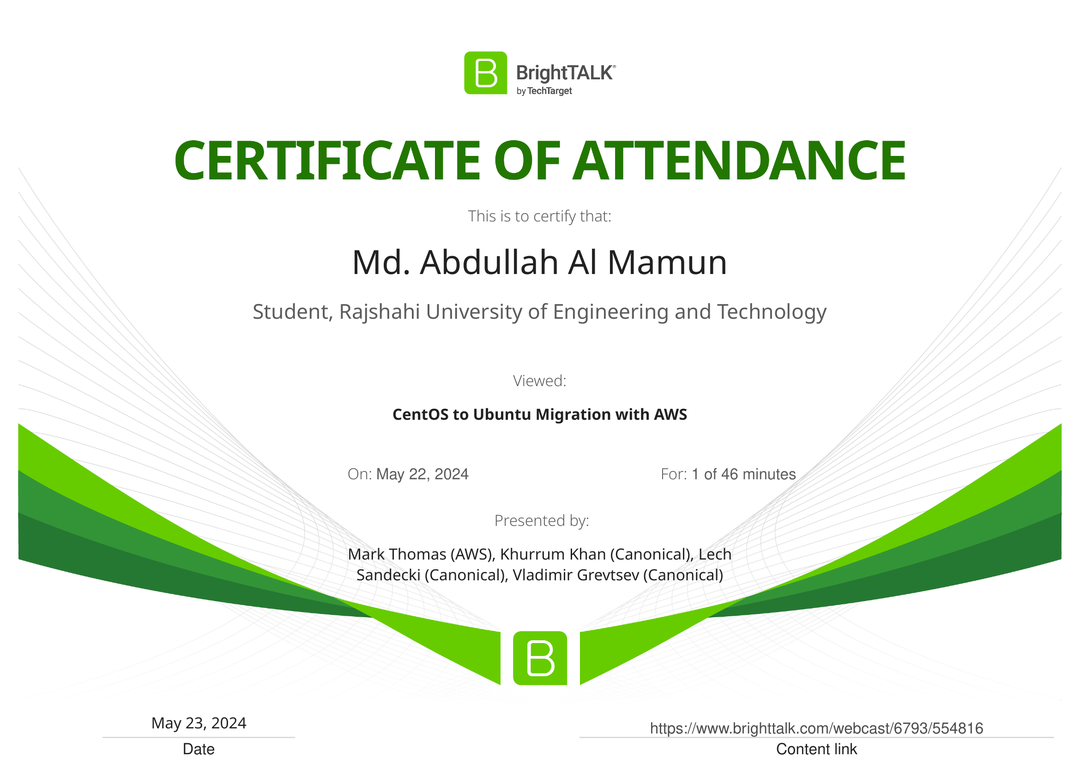 B BrightTALK®
by TechTarget
CERTIFICATE OF ATTENDANCE
This is to certify that:
Md. Abdullah Al Mamun
Student, Rajshahi University of Engineering and Technology
Viewed:
CentOS to Ubuntu Migration with AWS
On: May 22, 2024 For: 1 of 46 minutes
Presented by:
Mark Thomas (AWS), Khurrum Khan (Canonical), Lech
Sandecki (Canonical), Vladimir Grevtsev (Canonical)
B
May 23, 2024 https://www.brighttalk.com/webcast/6793/554816
Date Content link